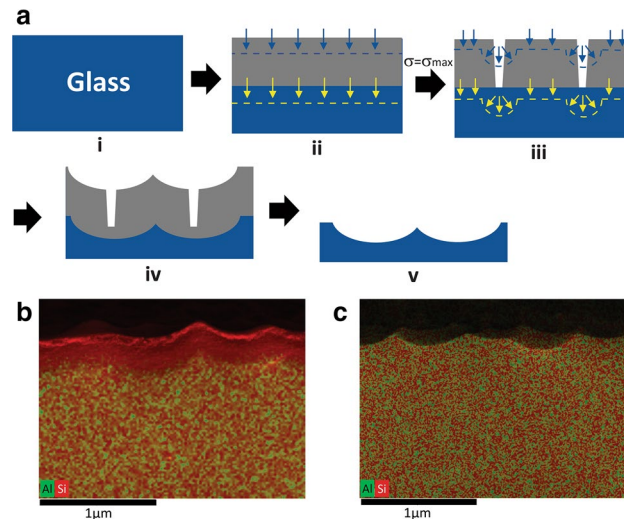 a
Glass
σ=σmax
i
ii
iii
iv
v
b
c
Al Si
1μm
Al Si
1μm